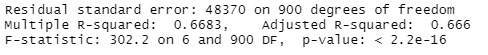 Residual standard error: 48370 on 900 degrees of freedom
Multiple R-squared:  0.6683,    Adjusted R-squared:  0.666
F-statistic: 302.2 on 6 and 900 DF,  p-value: < 2.2e-16